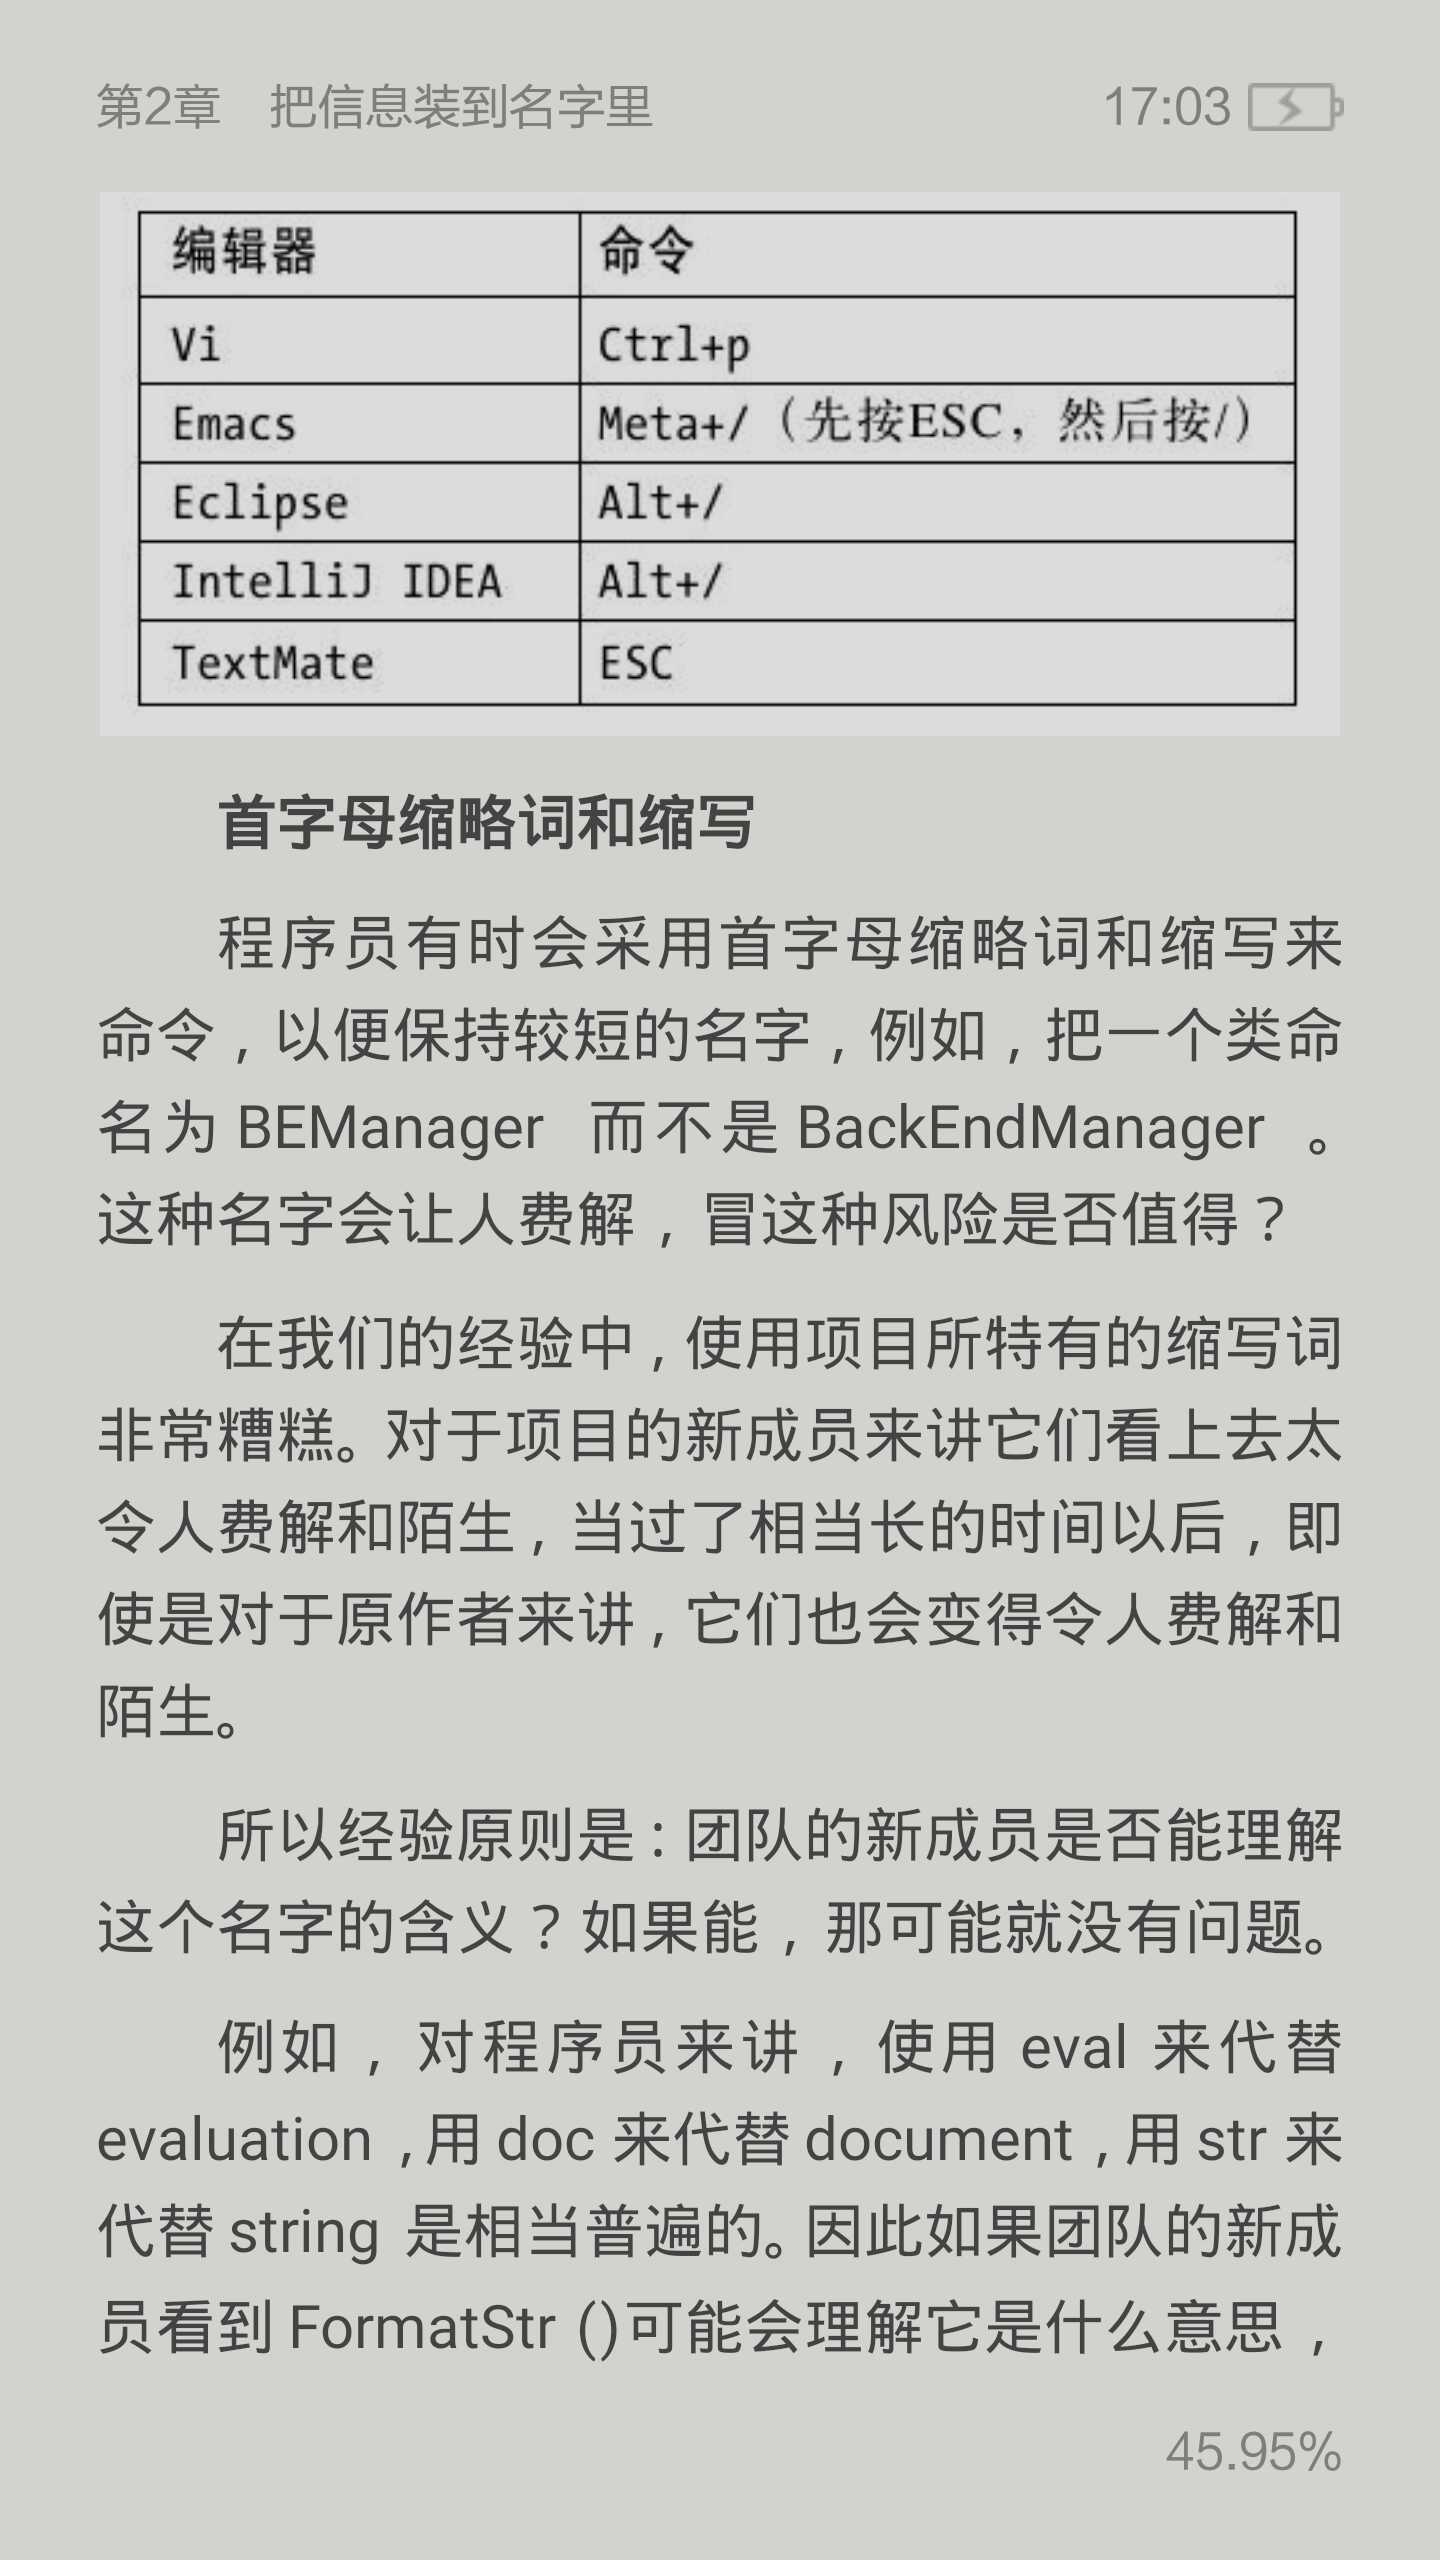 第2章　把信息装到名字里
17:03
编辑器 命令
Vi Ctrl+p
Emacs Meta+/（先按ESC，然后按/）
Eclipse Alt+/
IntelliJ IDEA Alt+/
TextMate ESC
首字母缩略词和缩写
程序员有时会采用首字母缩略词和缩写来
命令，以便保持较短的名字，例如，把一个类命
名为 BEManager 而不是 BackEndManager 。
这种名字会让人费解，冒这种风险是否值得？
在我们的经验中，使用项目所特有的缩写词
非常糟糕。对于项目的新成员来讲它们看上去太
令人费解和陌生，当过了相当长的时间以后，即
使是对于原作者来讲，它们也会变得令人费解和
陌生。
所以经验原则是：团队的新成员是否能理解
这个名字的含义？如果能，那可能就没有问题。
例如，对程序员来讲，使用 eval 来代替
evaluation ,用 doc 来代替 document ,用 str 来
代替 string 是相当普遍的。因此如果团队的新成
员看到 FormatStr ()可能会理解它是什么意思，
45.95%